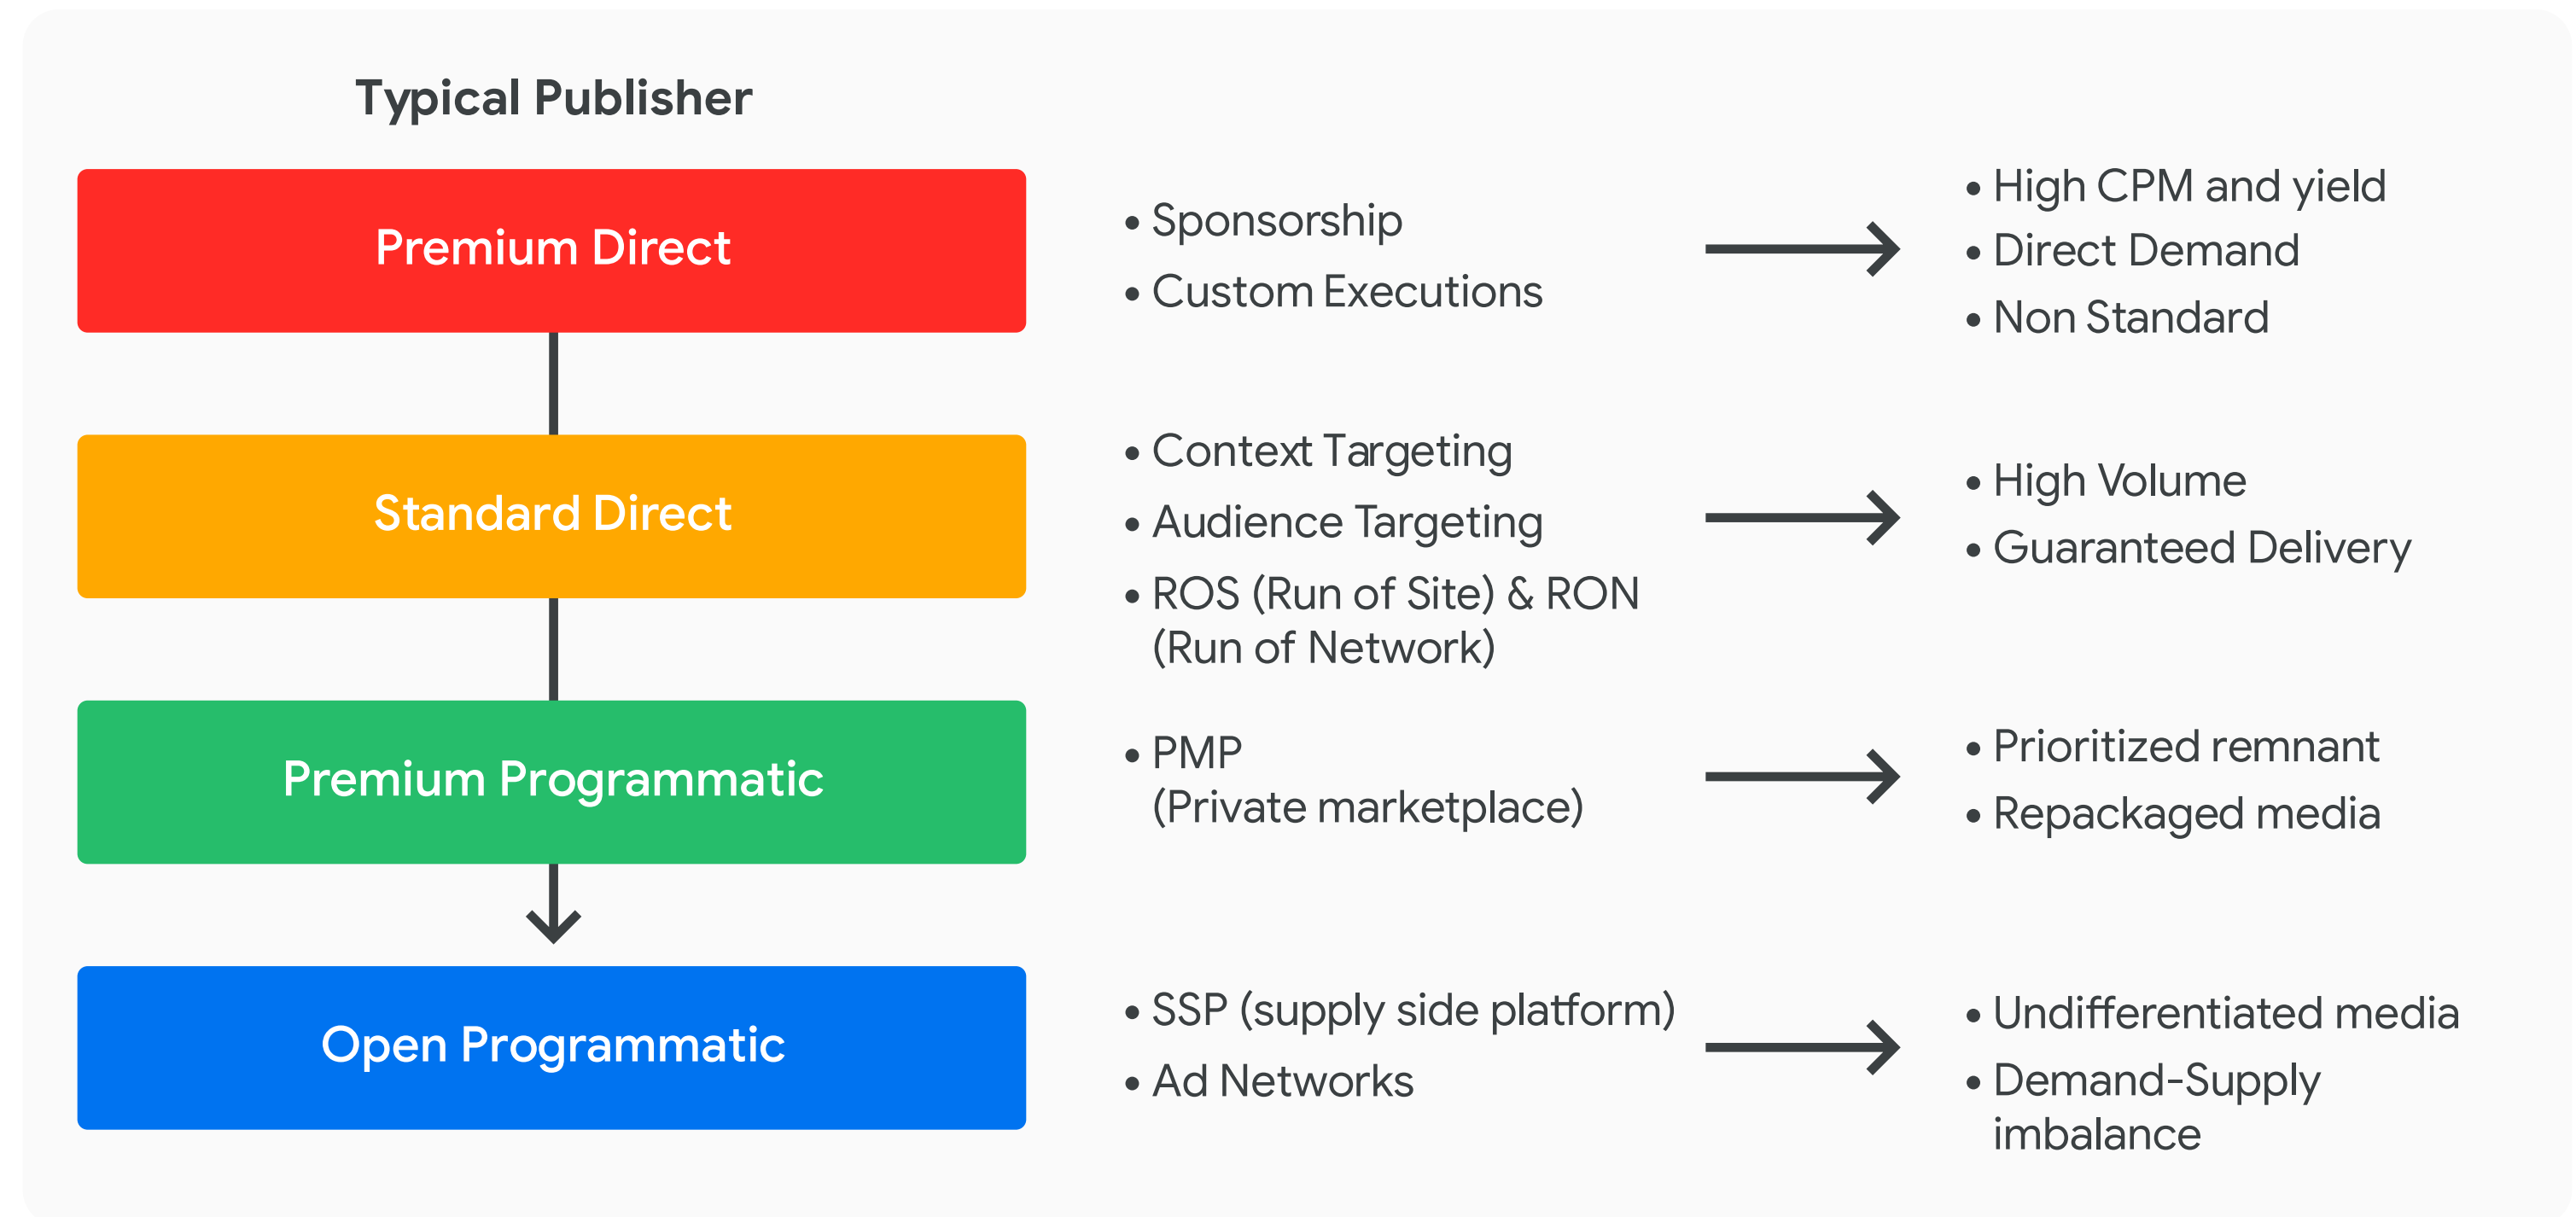 Typical Publisher
Premium Direct
• Sponsorship
• Custom Executions
• High CPM and yield
• Direct Demand
• Non Standard
Standard Direct
• Context Targeting
• Audience Targeting
• ROS (Run of Site) & RON
(Run of Network)
• High Volume
• Guaranteed Delivery
Premium Programmatic
• PMP
(Private marketplace)
• Prioritized remnant
• Repackaged media
Open Programmatic
• SSP (supply side platform)
• Ad Networks
• Undifferentiated media
• Demand-Supply
imbalance